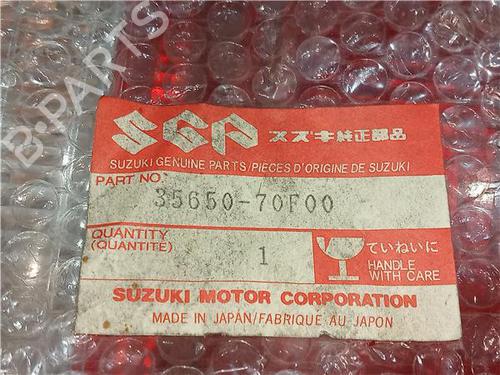 B-PARTS
SGP スズキ純正部品
SUZUKI GENUINE PARTS/PIECES D'ORIGINE DE SUZUKI
PART NO.
35650-70F00
QUANTITY
(QUANTITÉ) 1
ていねいに
HANDLE
WITH CARE
SUZUKI MOTOR CORPORATION
MADE IN JAPAN/FABRIQUE AU JAPON